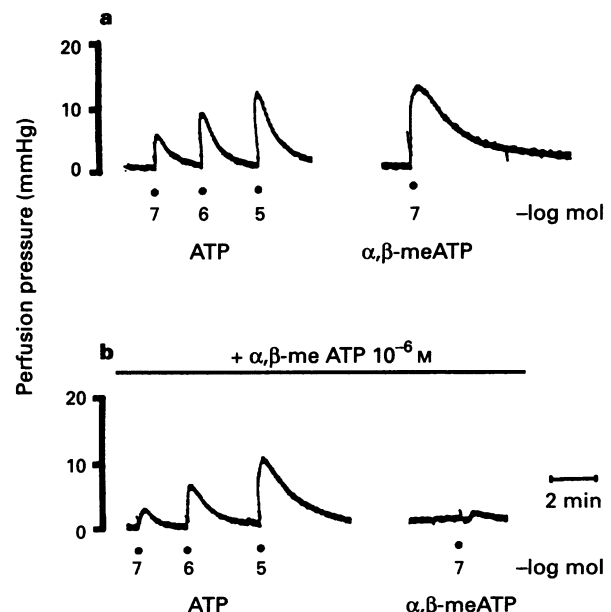 a
Perfusion pressure (mmHg)
20
10
0
7 6 5 7 –log mol
ATP α,β-meATP
b
+ α,β-me ATP 10⁻⁶ M
20
10
0
2 min
7 6 5 7 –log mol
ATP α,β-meATP